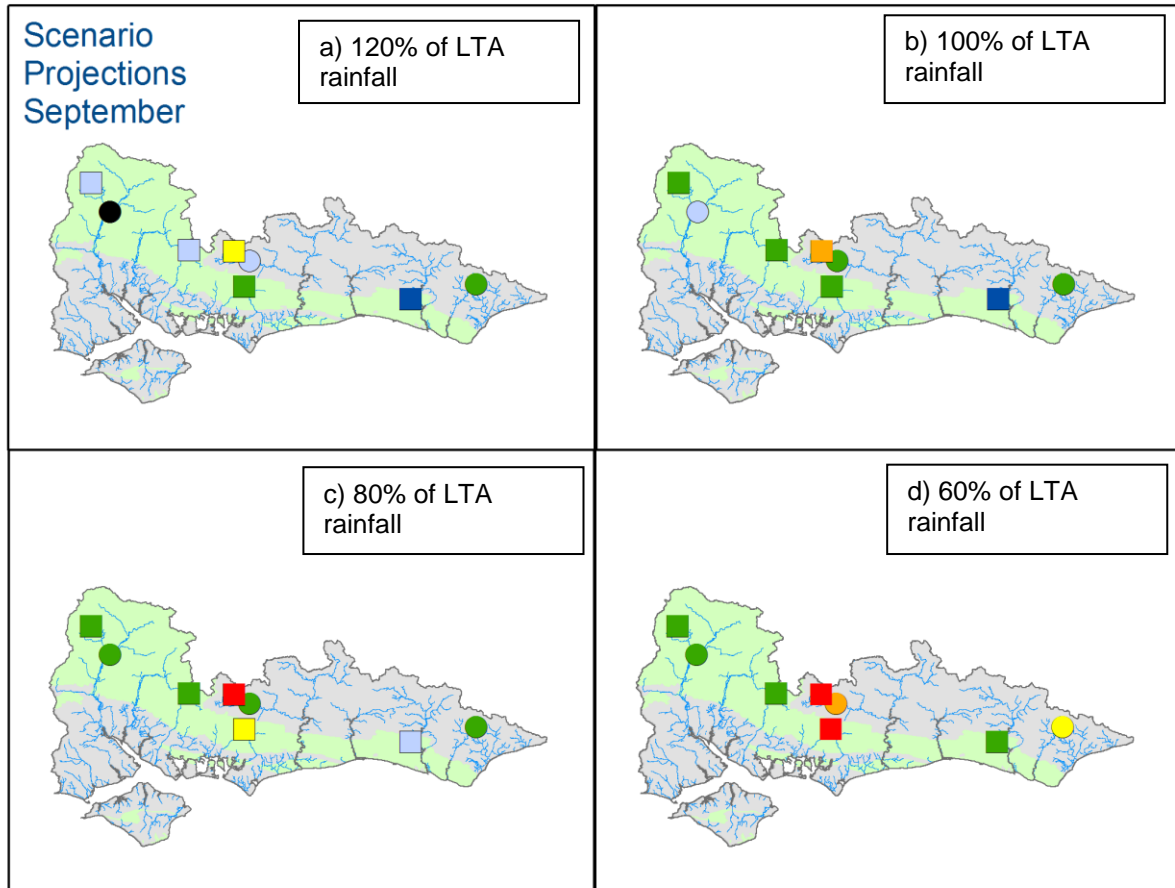 Scenario
Projections
September
a) 120% of LTA
rainfall
b) 100% of LTA
rainfall
c) 80% of LTA
rainfall
d) 60% of LTA
rainfall